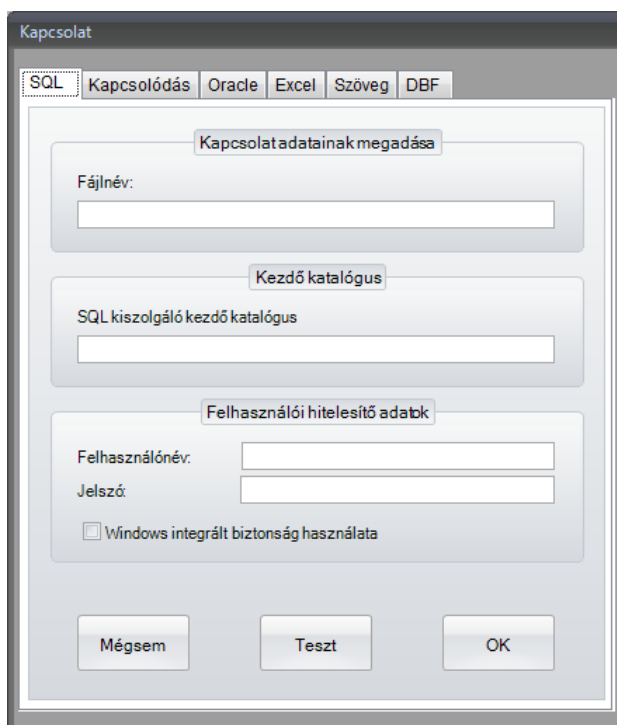 Kapcsolat
SQL Kapcsolódás Oracle Excel Szöveg DBF
Kapcsolat adatainak megadása
Fájlnév:
Kezdő katalógus
SQL kiszolgáló kezdő katalógus
Felhasználói hitelesítő adatok
Felhasználónév:
Jelszó:
Windows integrált biztonság használata
Mégsem Teszt OK